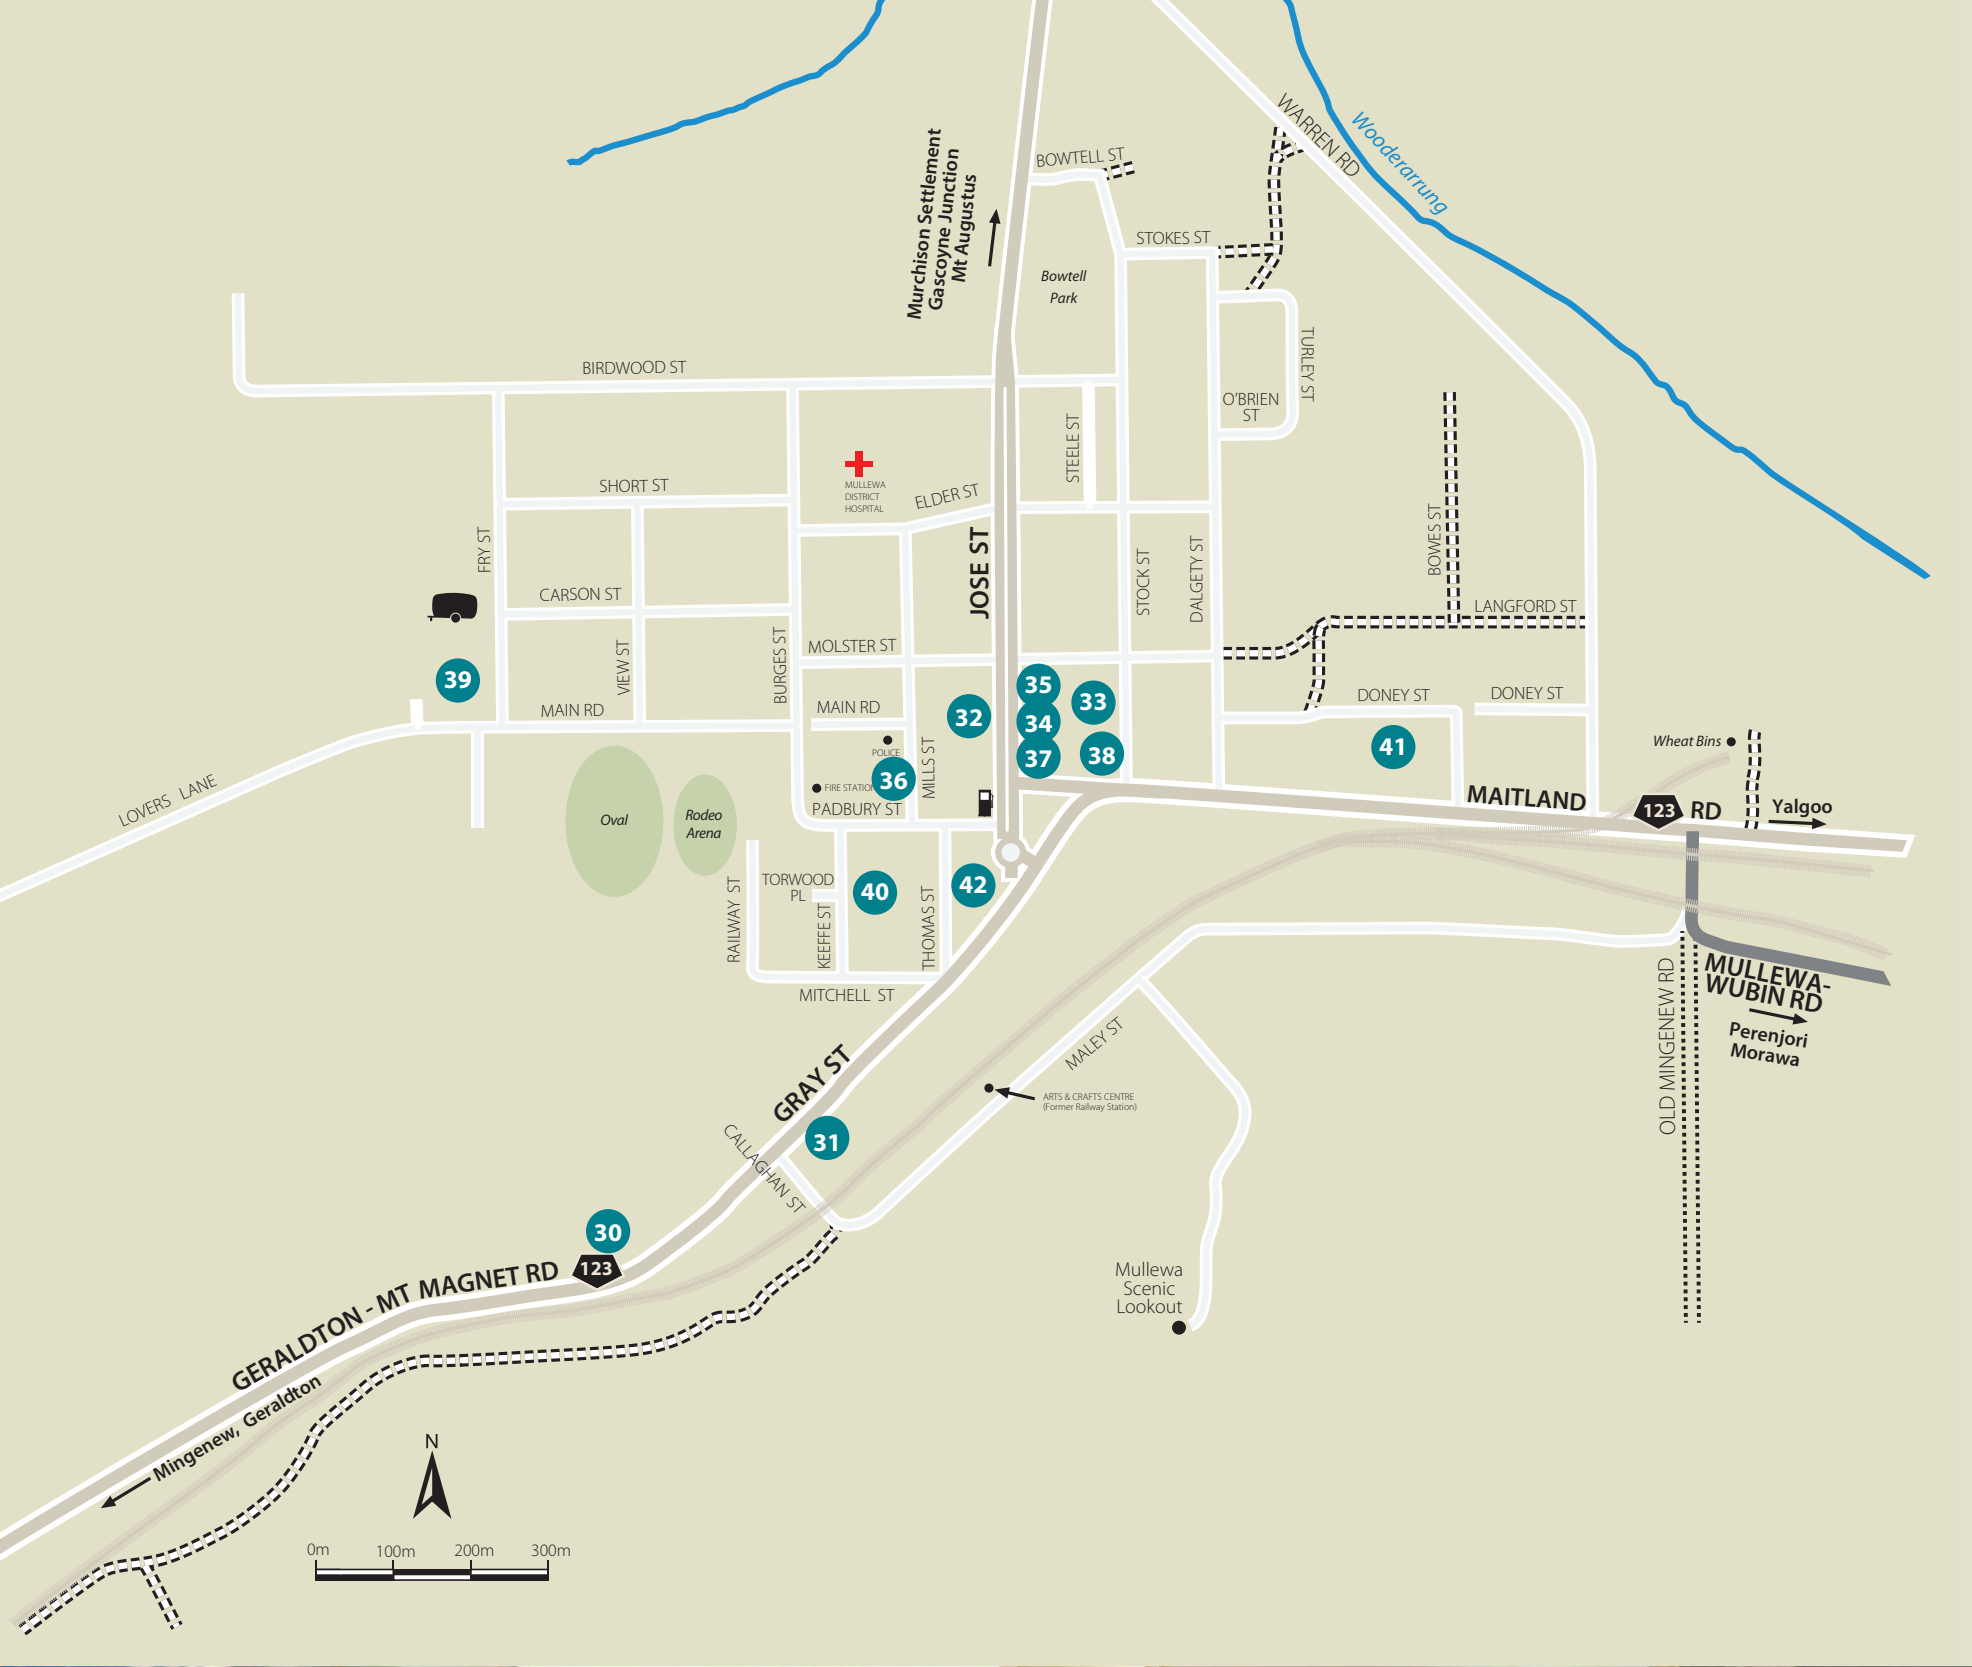 WARREN RD
Wooderarrung
BOWTELL ST
Murchison Settlement
Gascoyne Junction
Mt Augustus
STOKES ST
Bowtell
Park
TURLEY ST
BIRDWOOD ST
O'BRIEN
ST
STEELE ST
SHORT ST
MULLEWA
DISTRICT
HOSPITAL
ELDER ST
FRY ST
JOSE ST
STOCK ST
DALGETY ST
BOWES ST
CARSON ST
LANGFORD ST
MOLSTER ST
VIEW ST
BURGES ST
39
35
33
34
32
37
38
MAIN RD
MAIN RD
DONEY ST
DONEY ST
41
Wheat Bins
POLICE
36
MILLS ST
FIRE STATION
PADBURY ST
LOVERS LANE
Oval
Rodeo
Arena
MAITLAND
123
RD
Yalgoo
TORWOOD
PL
40
42
RAILWAY ST
KEEFFE ST
THOMAS ST
MITCHELL ST
MULLEWA-
WUBIN RD
Perenjori
Morawa
OLD MINGENEW RD
MALEY ST
GRAY ST
ARTS & CRAFTS CENTRE
(Former Railway Station)
31
CALLAGHAN ST
30
123
GERALDTON - MT MAGNET RD
Mingenew, Geraldton
Mullewa
Scenic
Lookout
N
0m 100m 200m 300m